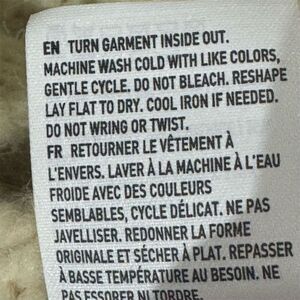 EN TURN GARMENT INSIDE OUT.
MACHINE WASH COLD WITH LIKE COLORS,
GENTLE CYCLE. DO NOT BLEACH. RESHAPE
LAY FLAT TO DRY. COOL IRON IF NEEDED.
DO NOT WRING OR TWIST.
FR RETOURNER LE VÊTEMENT À
L'ENVERS. LAVER À LA MACHINE À L'EAU
FROIDE AVEC DES COULEURS
SEMBLABLES, CYCLE DÉLICAT. NE PAS
JAVELLISER. REDONNER LA FORME
ORIGINALE ET SÉCHER À PLAT. REPASSER
À BASSE TEMPÉRATURE AU BESOIN. NE
PAS ESSORER NI TORDRE.